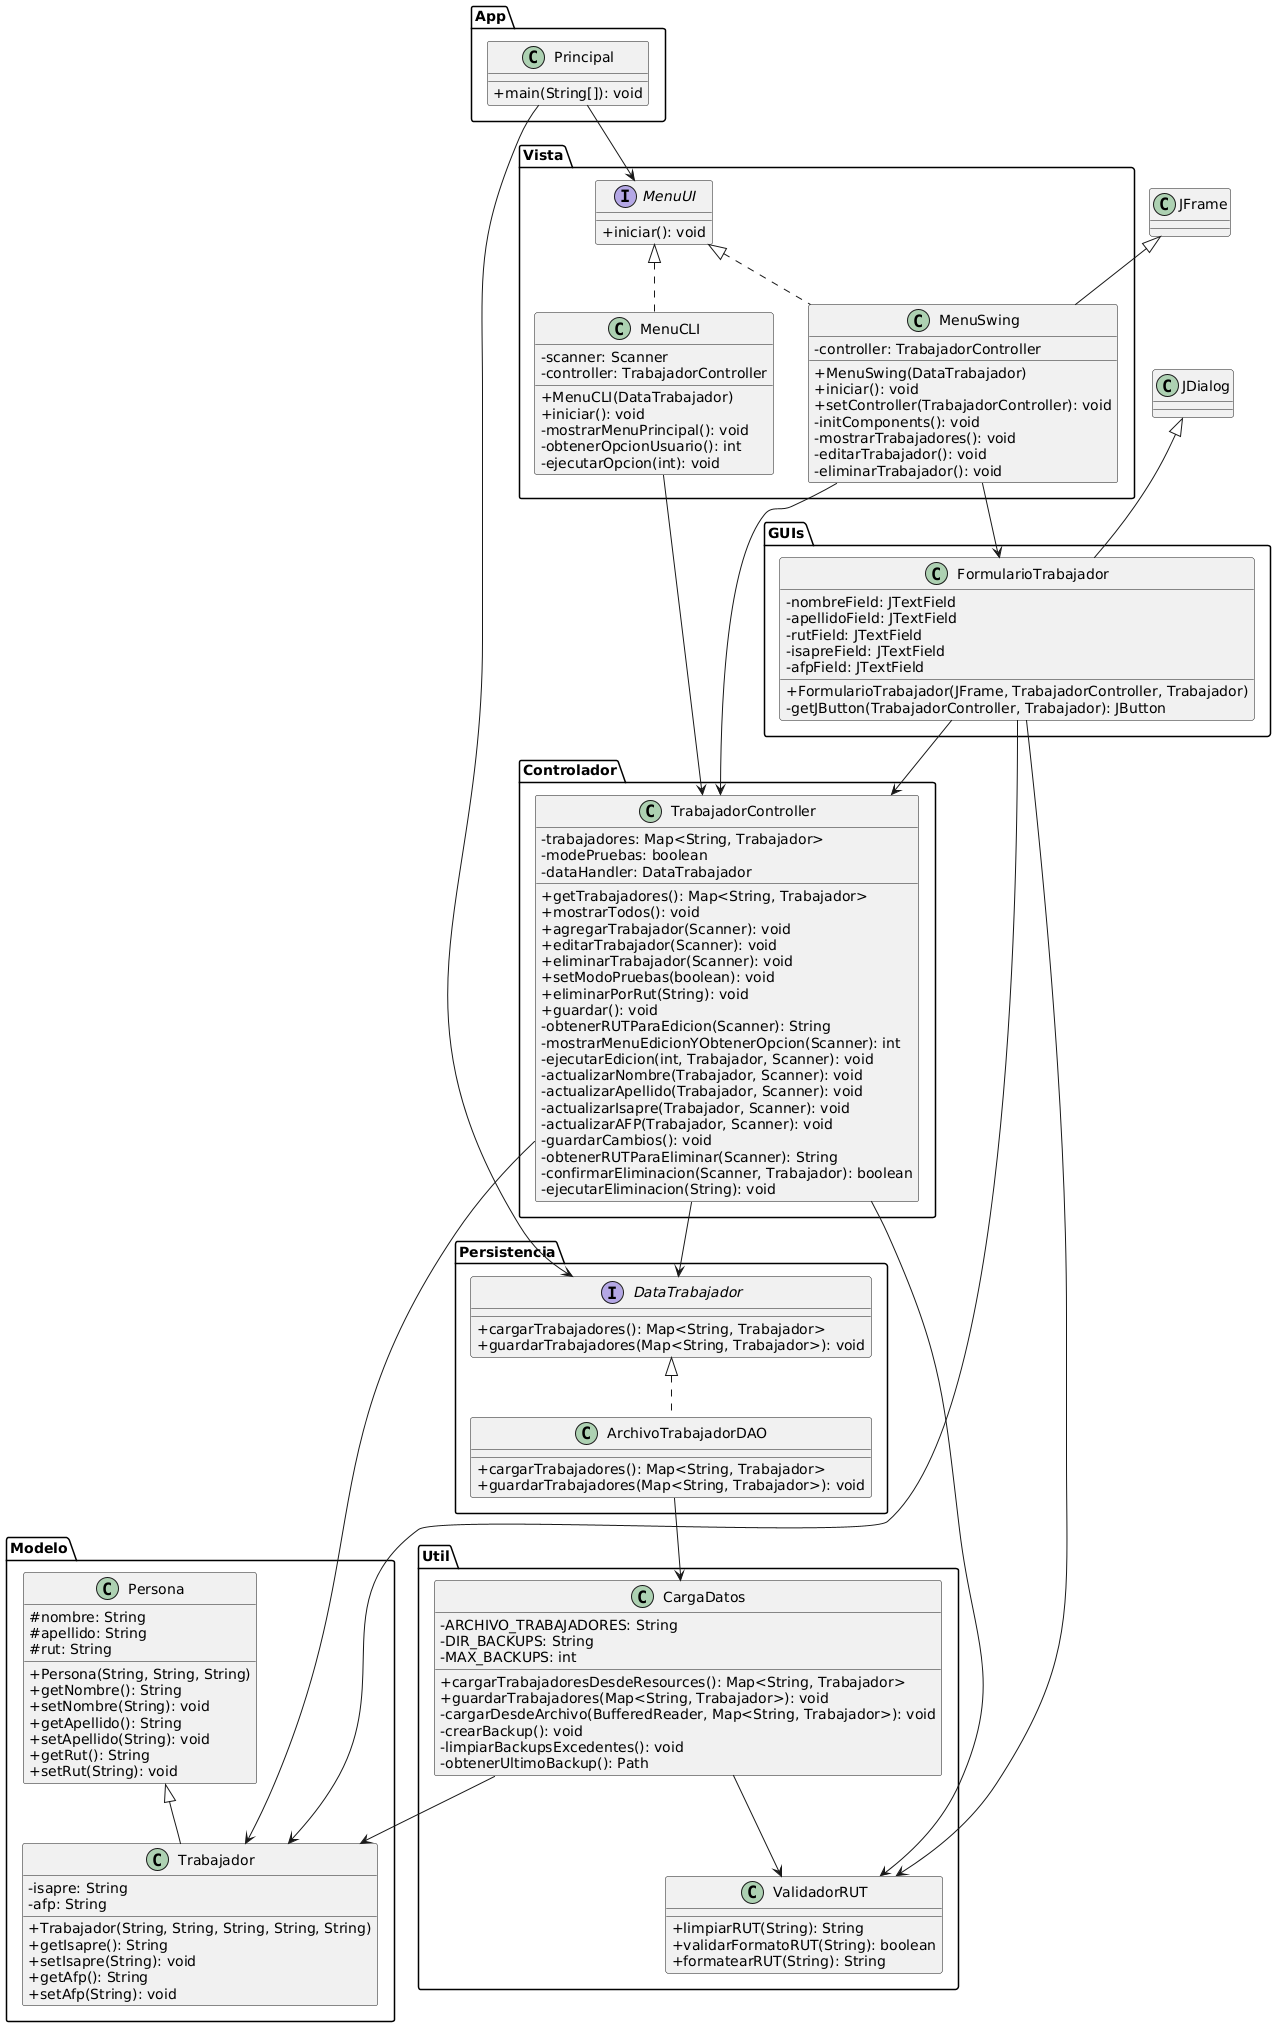 App
C Principal
+main(String[]): void
Vista
I MenuUI
+iniciar(): void
C JFrame
C MenuCLI
-scanner: Scanner
-controller: TrabajadorController
+MenuCLI(DataTrabajador)
+iniciar(): void
-mostrarMenuPrincipal(): void
-obtenerOpcionUsuario(): int
-ejecutarOpcion(int): void
C MenuSwing
-controller: TrabajadorController
+MenuSwing(DataTrabajador)
+iniciar(): void
+setController(TrabajadorController): void
-initComponents(): void
-mostrarTrabajadores(): void
-editarTrabajador(): void
-eliminarTrabajador(): void
C JDialog
GUIs
C FormularioTrabajador
-nombreField: JTextField
-apellidoField: JTextField
-rutField: JTextField
-isapreField: JTextField
-afpField: JTextField
+FormularioTrabajador(JFrame, TrabajadorController, Trabajador)
-getJButton(TrabajadorController, Trabajador): JButton
Controlador
C TrabajadorController
-trabajadores: Map<String, Trabajador>
-modePruebas: boolean
-dataHandler: DataTrabajador
+getTrabajadores(): Map<String, Trabajador>
+mostrarTodos(): void
+agregarTrabajador(Scanner): void
+editarTrabajador(Scanner): void
+eliminarTrabajador(Scanner): void
+setModoPruebas(boolean): void
+eliminarPorRut(String): void
+guardar(): void
-obtenerRUTParaEdicion(Scanner): String
-mostrarMenuEdicionYObtenerOpcion(Scanner): int
-ejecutarEdicion(int, Trabajador, Scanner): void
-actualizarNombre(Trabajador, Scanner): void
-actualizarApellido(Trabajador, Scanner): void
-actualizarIsapre(Trabajador, Scanner): void
-actualizarAFP(Trabajador, Scanner): void
-guardarCambios(): void
-obtenerRUTParaEliminar(Scanner): String
-confirmarEliminacion(Scanner, Trabajador): boolean
-ejecutarEliminacion(String): void
Persistencia
I DataTrabajador
+cargarTrabajadores(): Map<String, Trabajador>
+guardarTrabajadores(Map<String, Trabajador>): void
C ArchivoTrabajadorDAO
+cargarTrabajadores(): Map<String, Trabajador>
+guardarTrabajadores(Map<String, Trabajador>): void
Modelo
C Persona
#nombre: String
#apellido: String
#rut: String
+Persona(String, String, String)
+getNombre(): String
+setNombre(String): void
+getApellido(): String
+setApellido(String): void
+getRut(): String
+setRut(String): void
C Trabajador
-isapre: String
-afp: String
+Trabajador(String, String, String, String, String)
+getIsapre(): String
+setIsapre(String): void
+getAfp(): String
+setAfp(String): void
Util
C CargaDatos
-ARCHIVO_TRABAJADORES: String
-DIR_BACKUPS: String
-MAX_BACKUPS: int
+cargarTrabajadoresDesdeResources(): Map<String, Trabajador>
+guardarTrabajadores(Map<String, Trabajador>): void
-cargarDesdeArchivo(BufferedReader, Map<String, Trabajador>): void
-crearBackup(): void
-limpiarBackupsExcedentes(): void
-obtenerUltimoBackup(): Path
C ValidadorRUT
+limpiarRUT(String): String
+validarFormatoRUT(String): boolean
+formatearRUT(String): String